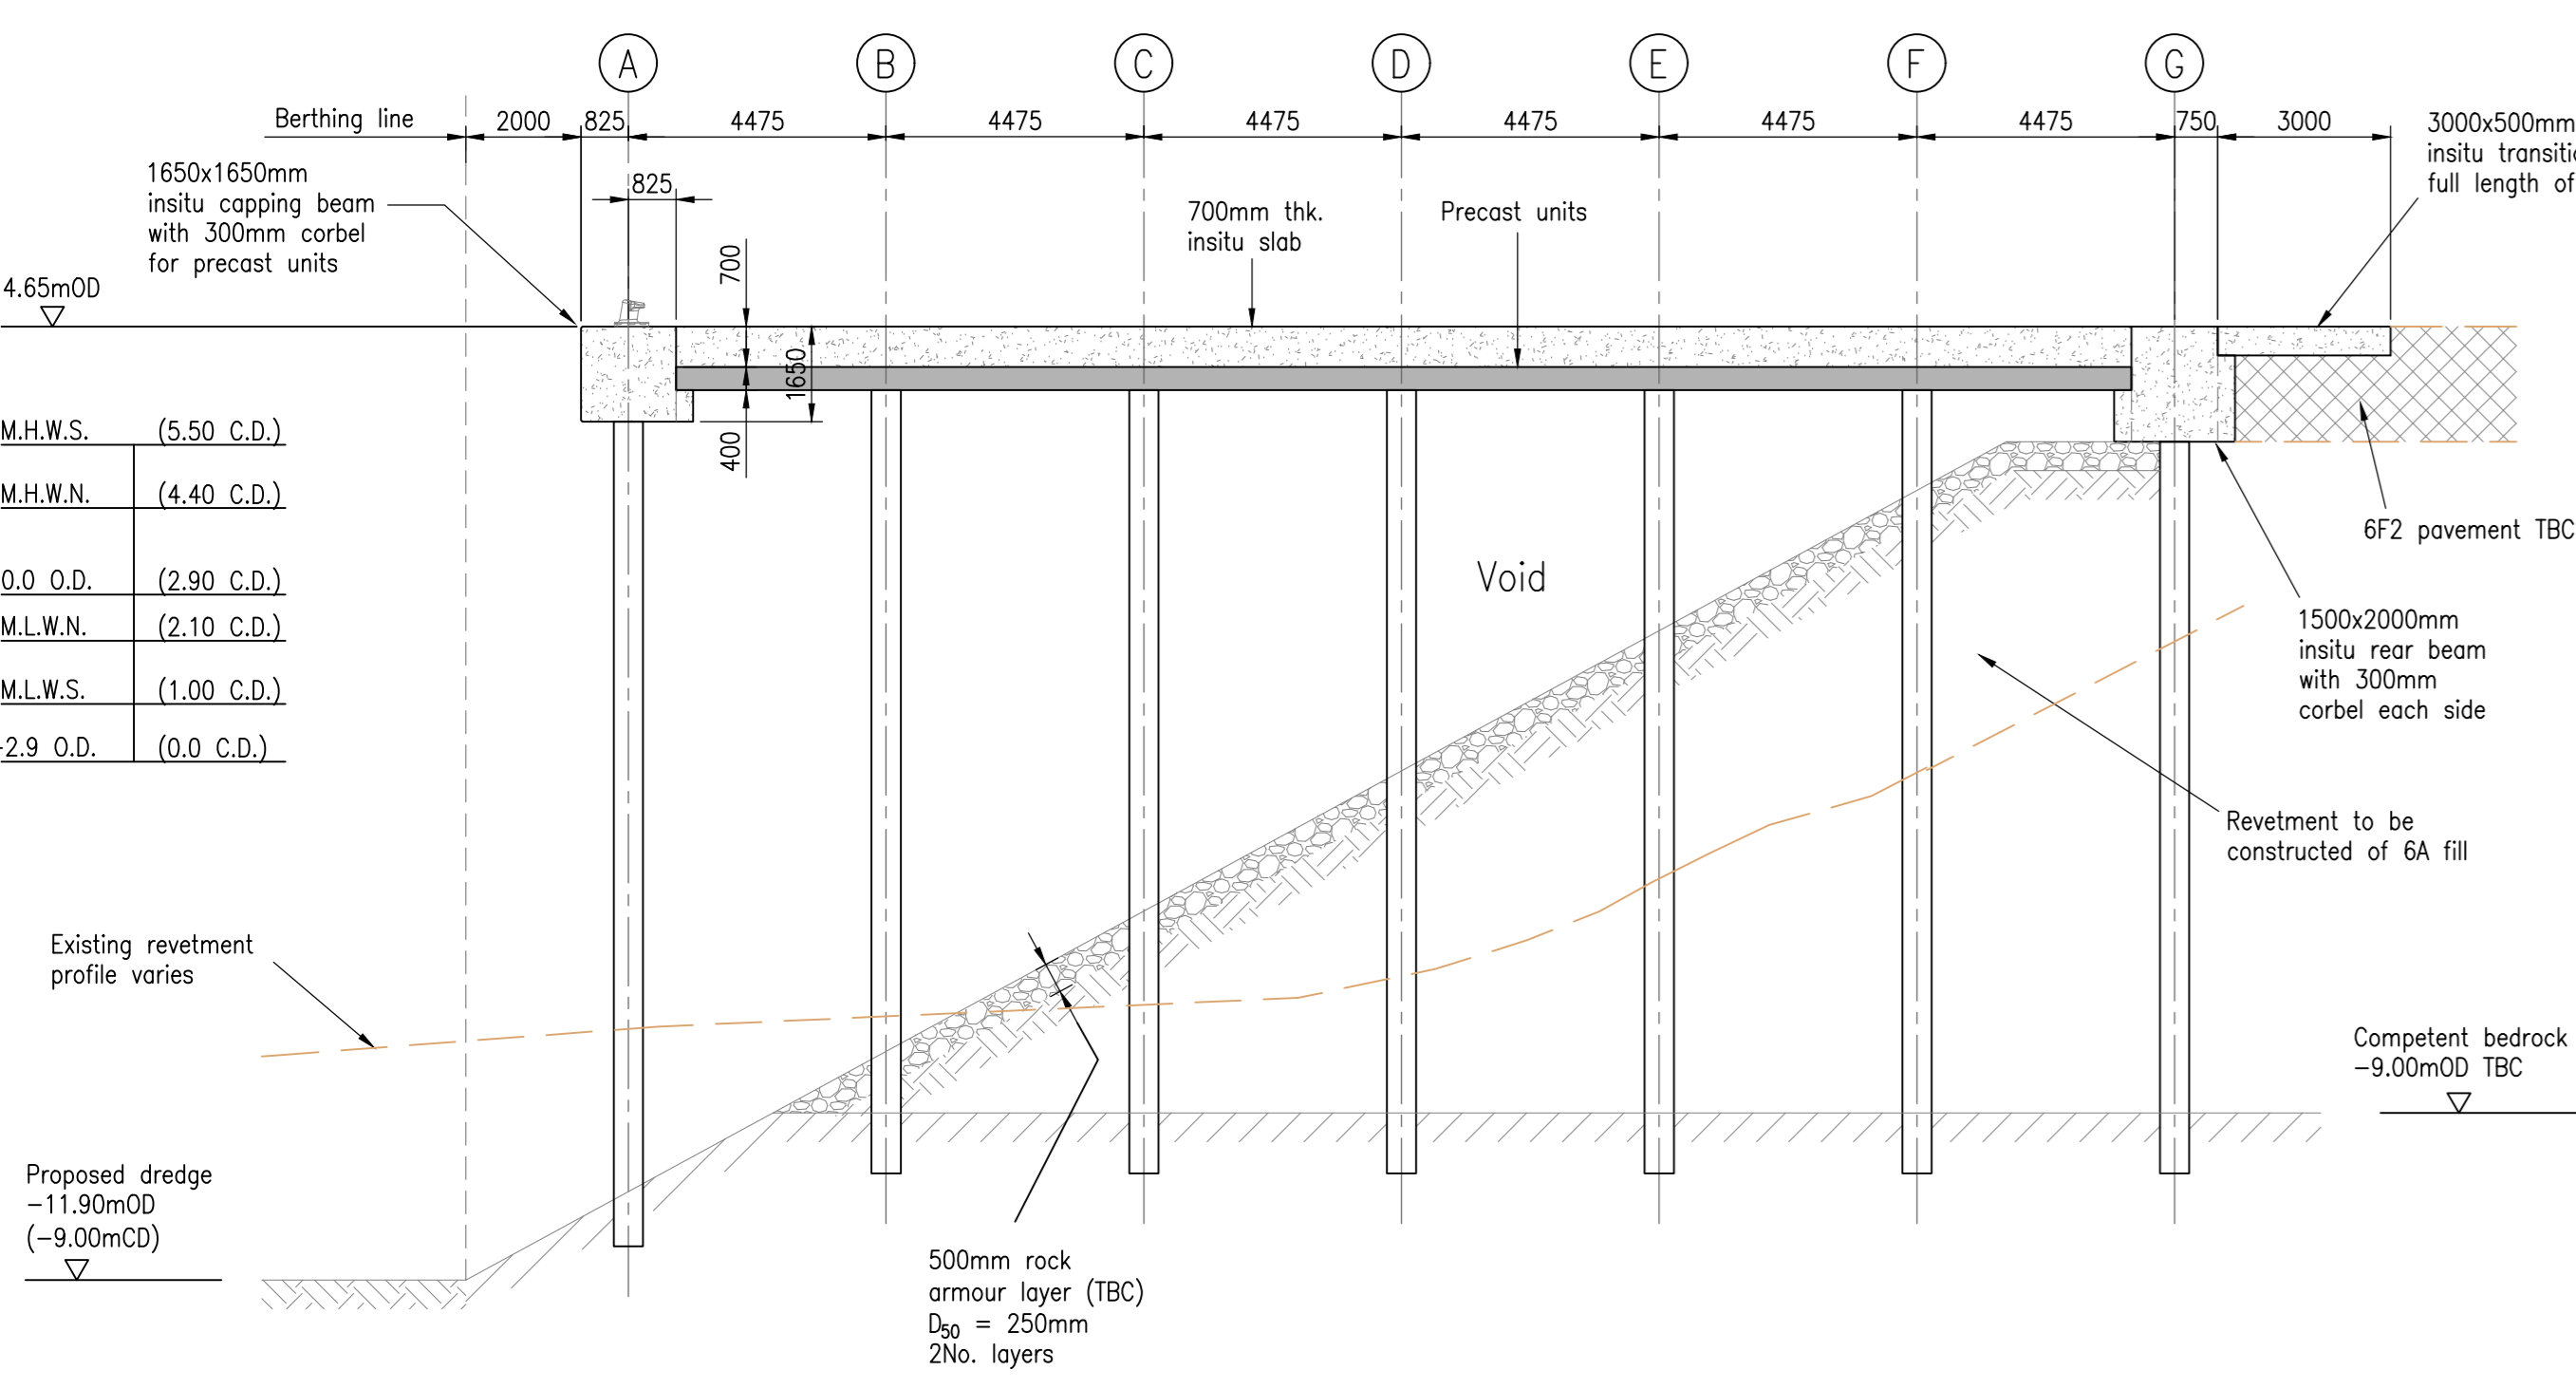 A
B
C
D
E
F
G
Berthing line
2000
825
4475
4475
4475
4475
4475
4475
750
3000
3000x500mm
insitu
full length of
1650x1650mm
insitu capping beam
with 300mm corbel
for precast units
825
700
1650
400
700mm thk.
insitu slab
Precast units
4.65mOD
M.H.W.S. (5.50 C.D.)
M.H.W.N. (4.40 C.D.)
0.0 O.D. (2.90 C.D.)
M.L.W.N. (2.10 C.D.)
M.L.W.S. (1.00 C.D.)
-2.9 O.D. (0.0 C.D.)
Void
6F2 pavement TBC
1500x2000mm
insitu rear beam
with 300mm
corbel each side
Revetment to be
constructed of 6A fill
Existing revetment
profile varies
Competent bedrock
-9.00mOD TBC
Proposed dredge
-11.90mOD
(-9.00mCD)
500mm rock
armour layer (TBC)
D50 = 250mm
2No. layers